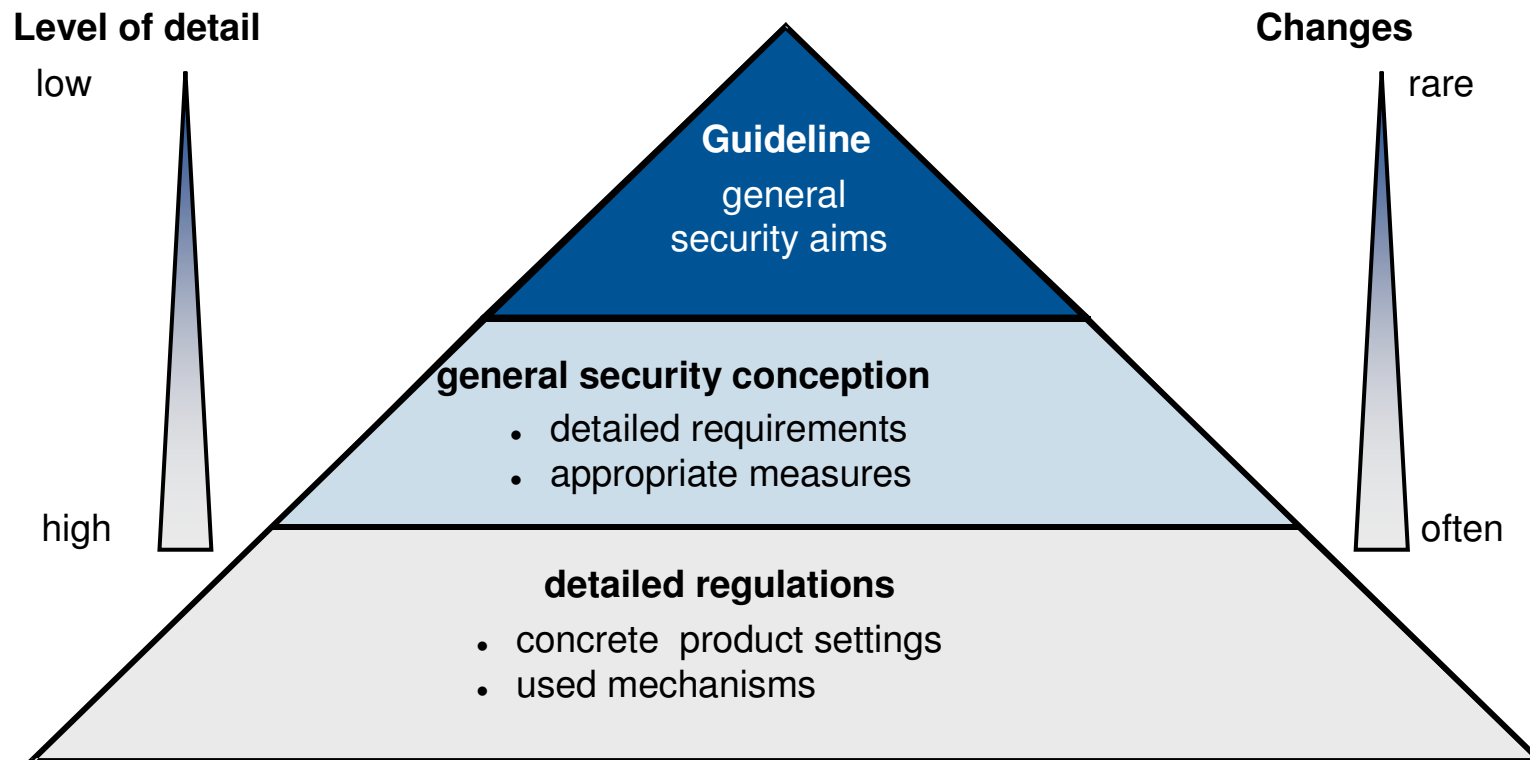 Level of detail
low
high
Changes
rare
often
Guideline
general
security aims
general security conception
• detailed requirements
• appropriate measures
detailed regulations
• concrete  product settings
• used mechanisms